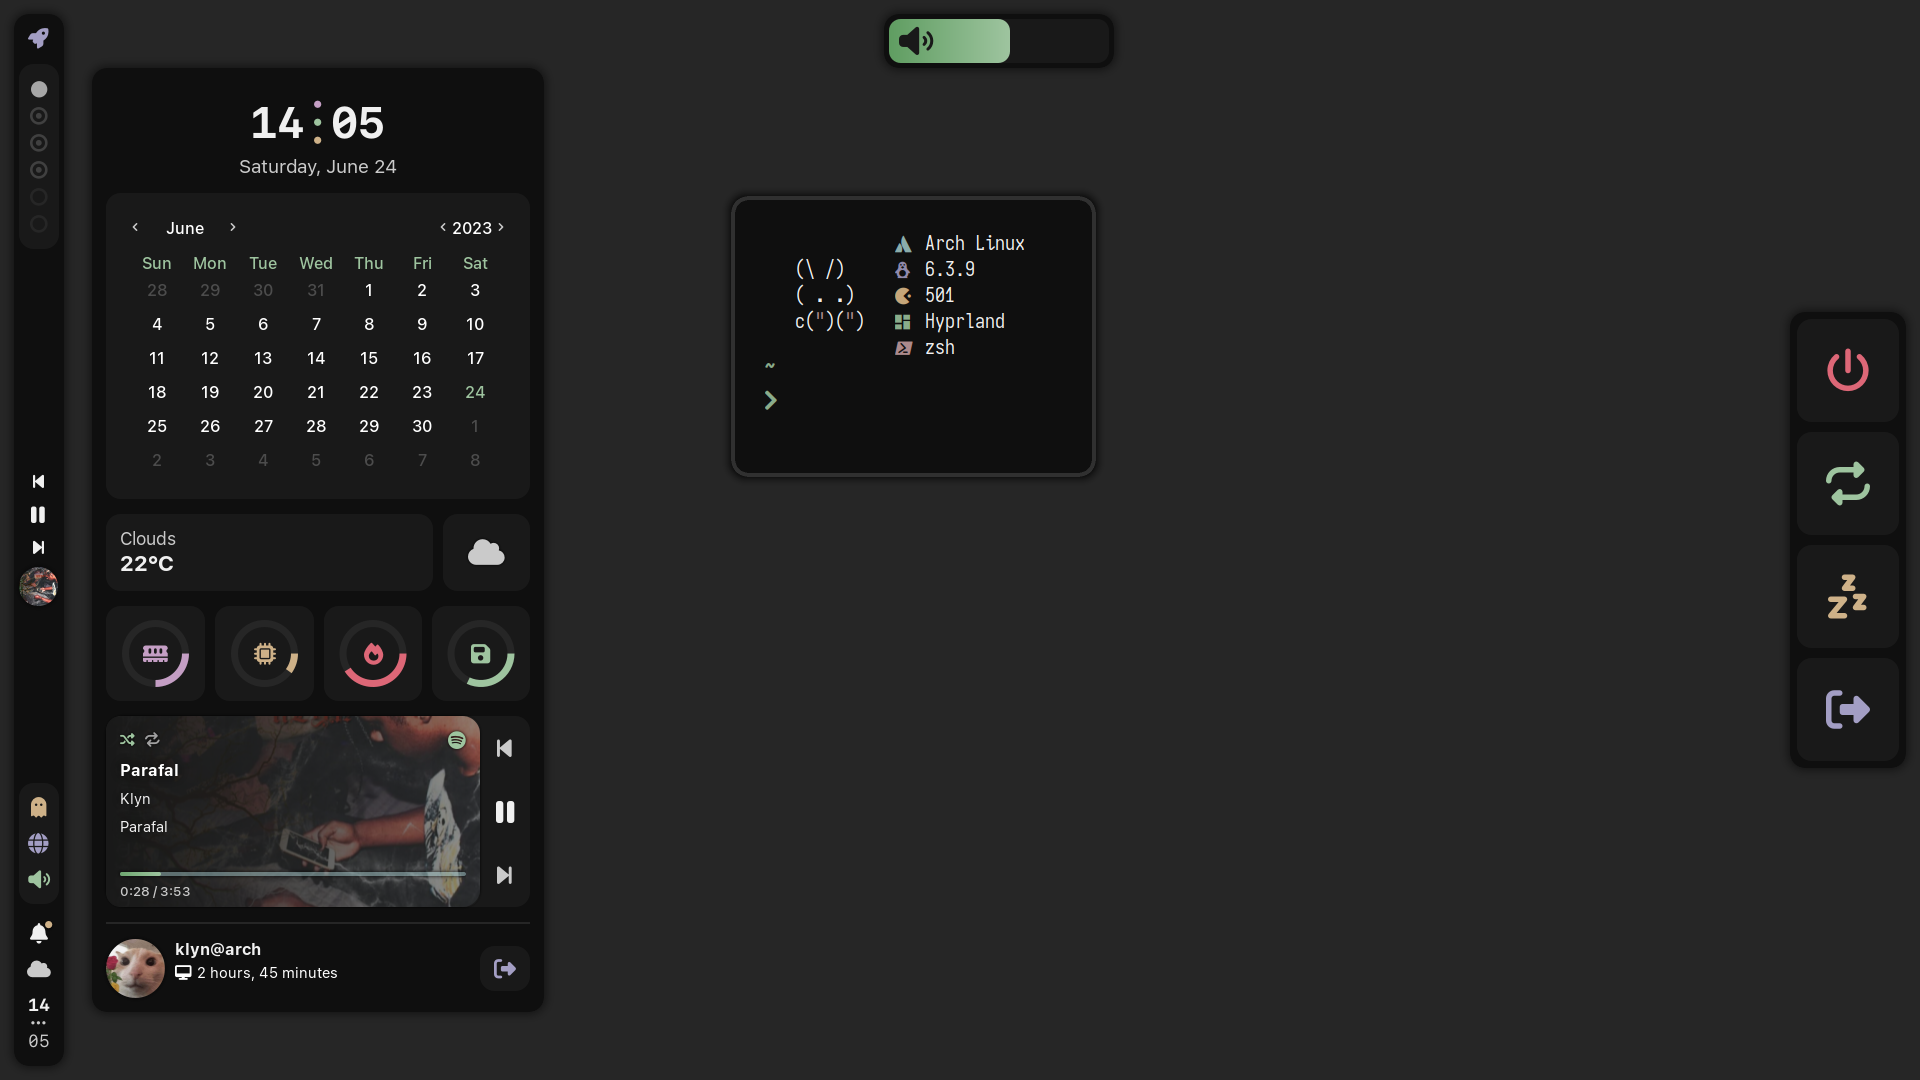 14:05
Saturday, June 24
June 2023
Sun Mon Tue Wed Thu Fri Sat
28 29 30 31 1 2 3
4 5 6 7 8 9 10
11 12 13 14 15 16 17
18 19 20 21 22 23 24
25 26 27 28 29 30 1
2 3 4 5 6 7 8
Clouds
22°C
Parafal
Klyn
Parafal
0:28 / 3:53
klyn@arch
2 hours, 45 minutes
14
05
Arch Linux
(\ /) 6.3.9
( . .) 501
c(")(") Hyprland
zsh
~
z
z z